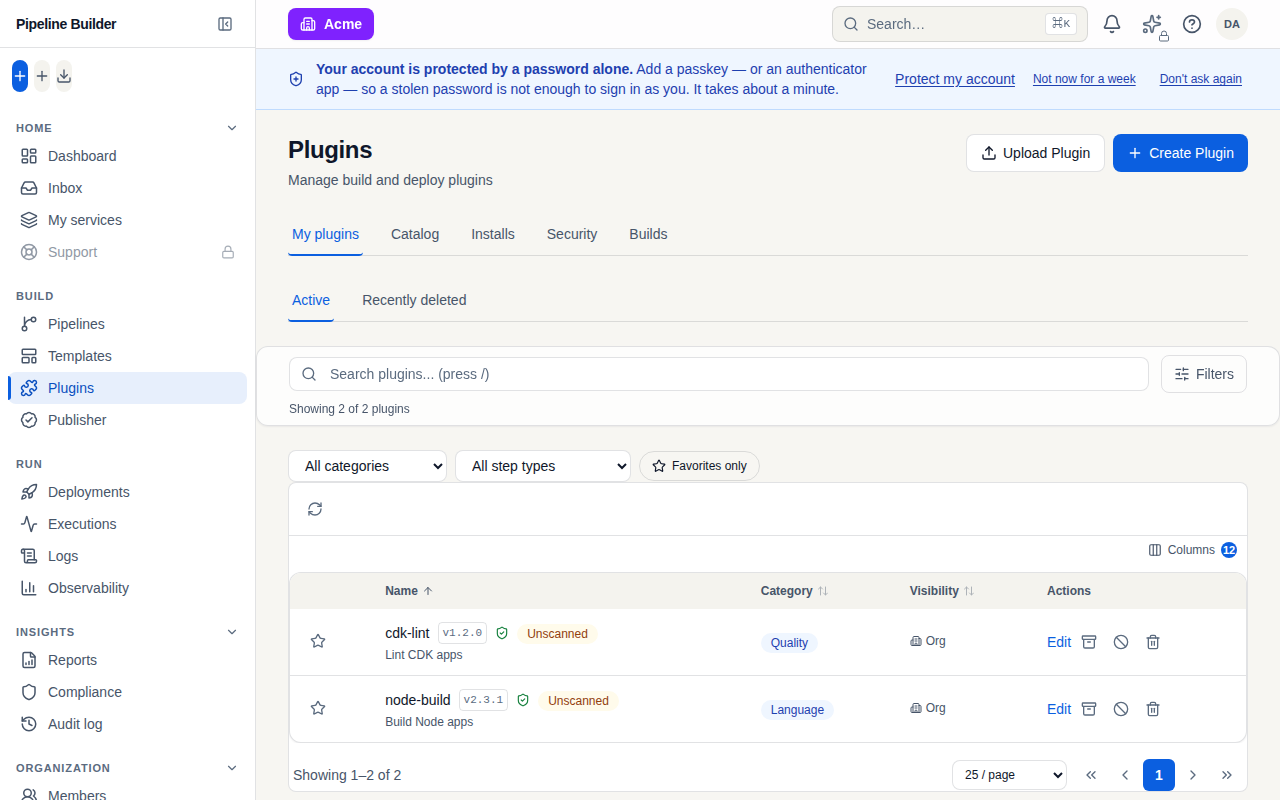 Pipeline Builder
Acme
Search…
⌘K
DA
Your account is protected by a password alone. Add a passkey — or an authenticator
app — so a stolen password is not enough to sign in as you. It takes about a minute.
Protect my account
Not now for a week
Don't ask again
HOME
Dashboard
Inbox
My services
Support
BUILD
Pipelines
Templates
Plugins
Publisher
RUN
Deployments
Executions
Logs
Observability
INSIGHTS
Reports
Compliance
Audit log
ORGANIZATION
Members
Plugins
Manage build and deploy plugins
Upload Plugin
Create Plugin
My plugins
Catalog
Installs
Security
Builds
Active
Recently deleted
Search plugins... (press /)
Filters
Showing 2 of 2 plugins
All categories
All step types
Favorites only
Columns 12
Name
Category
Visibility
Actions
cdk-lint v1.2.0 Unscanned
Lint CDK apps
Quality
Org
Edit
node-build v2.3.1 Unscanned
Build Node apps
Language
Org
Edit
Showing 1–2 of 2
25 / page
1